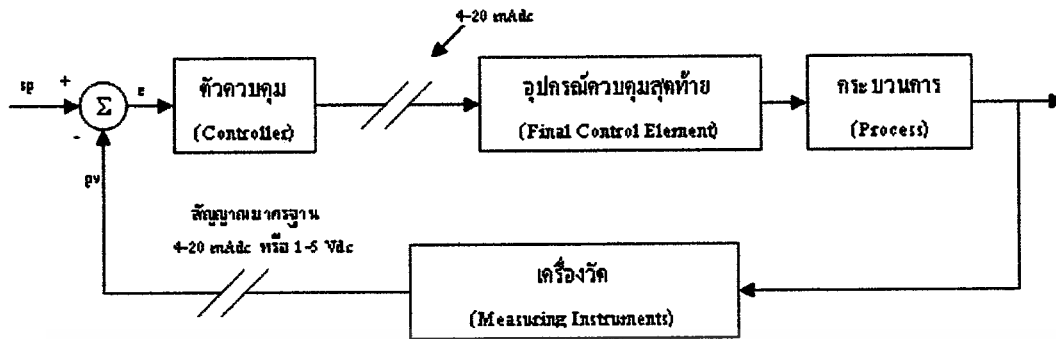 4-20 mAdc
sp
+
Σ
-
e
ตัวควบคุม
(Controller)
อุปกรณ์ควบคุมสุดท้าย
(Final Control Element)
กระบวนการ
(Process)
pv
สัญญาณมาตรฐาน
4-20 mAdc หรือ 1-5 Vdc
เครื่องวัด
(Measuring Instruments)